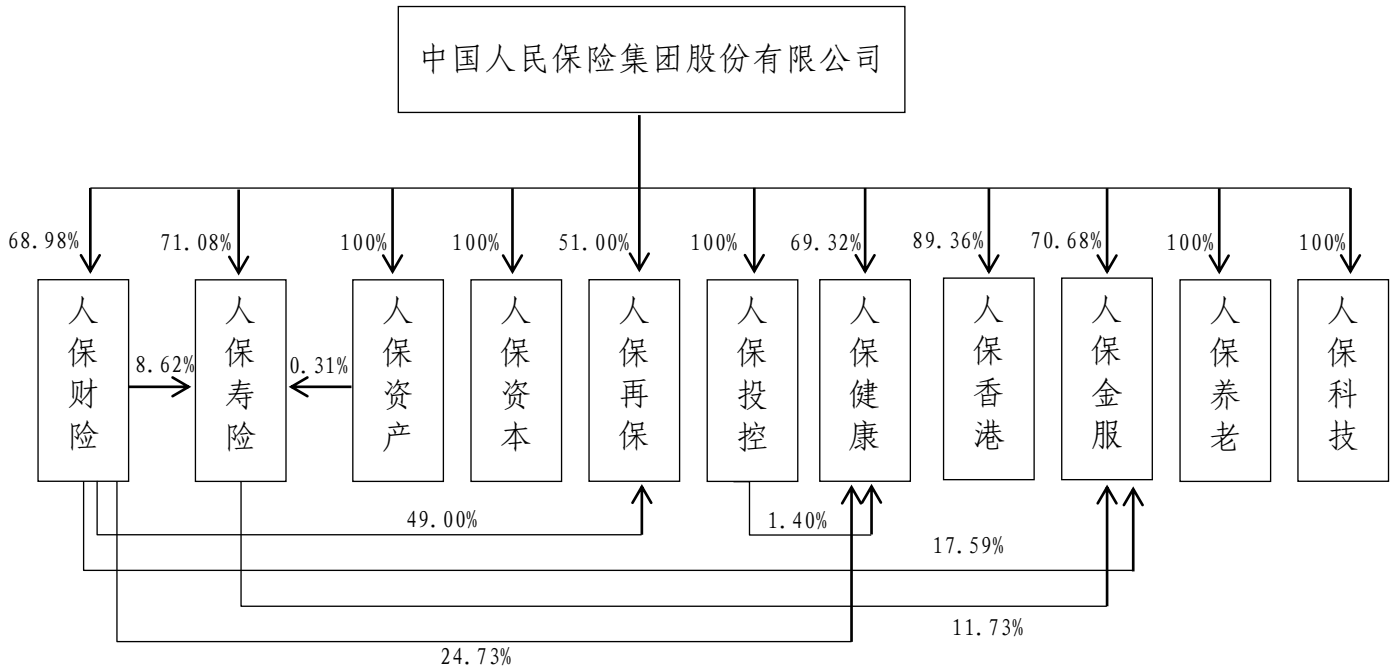 中国人民保险集团股份有限公司
68.98%
71.08%
100%
100%
51.00%
100%
69.32%
89.36%
70.68%
100%
100%
人保财险
8.62%
人保寿险
0.31%
人保资产
人保资本
人保再保
人保投控
人保健康
人保香港
人保金服
人保养老
人保科技
49.00%
1.40%
17.59%
11.73%
24.73%